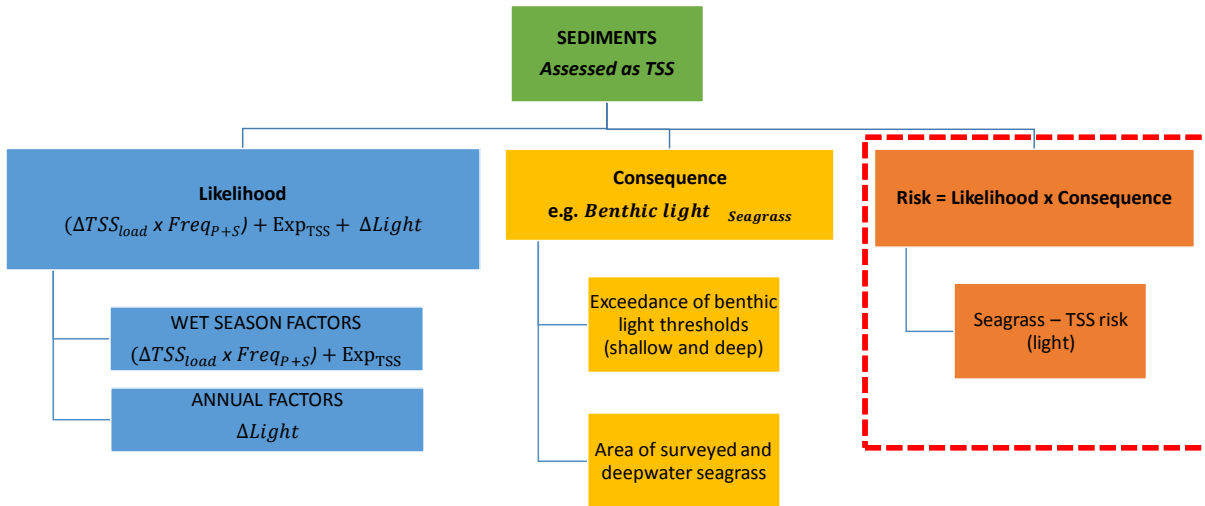 SEDIMENTS
Assessed as TSS
Likelihood
(ΔTSS_load x Freq_P+S) + Exp_TSS + ΔLight
WET SEASON FACTORS
(ΔTSS_load x Freq_P+S) + Exp_TSS
ANNUAL FACTORS
ΔLight
Consequence
e.g. Benthic light _Seagrass
Exceedance of benthic
light thresholds
(shallow and deep)
Area of surveyed and
deepwater seagrass
Risk = Likelihood x Consequence
Seagrass – TSS risk
(light)